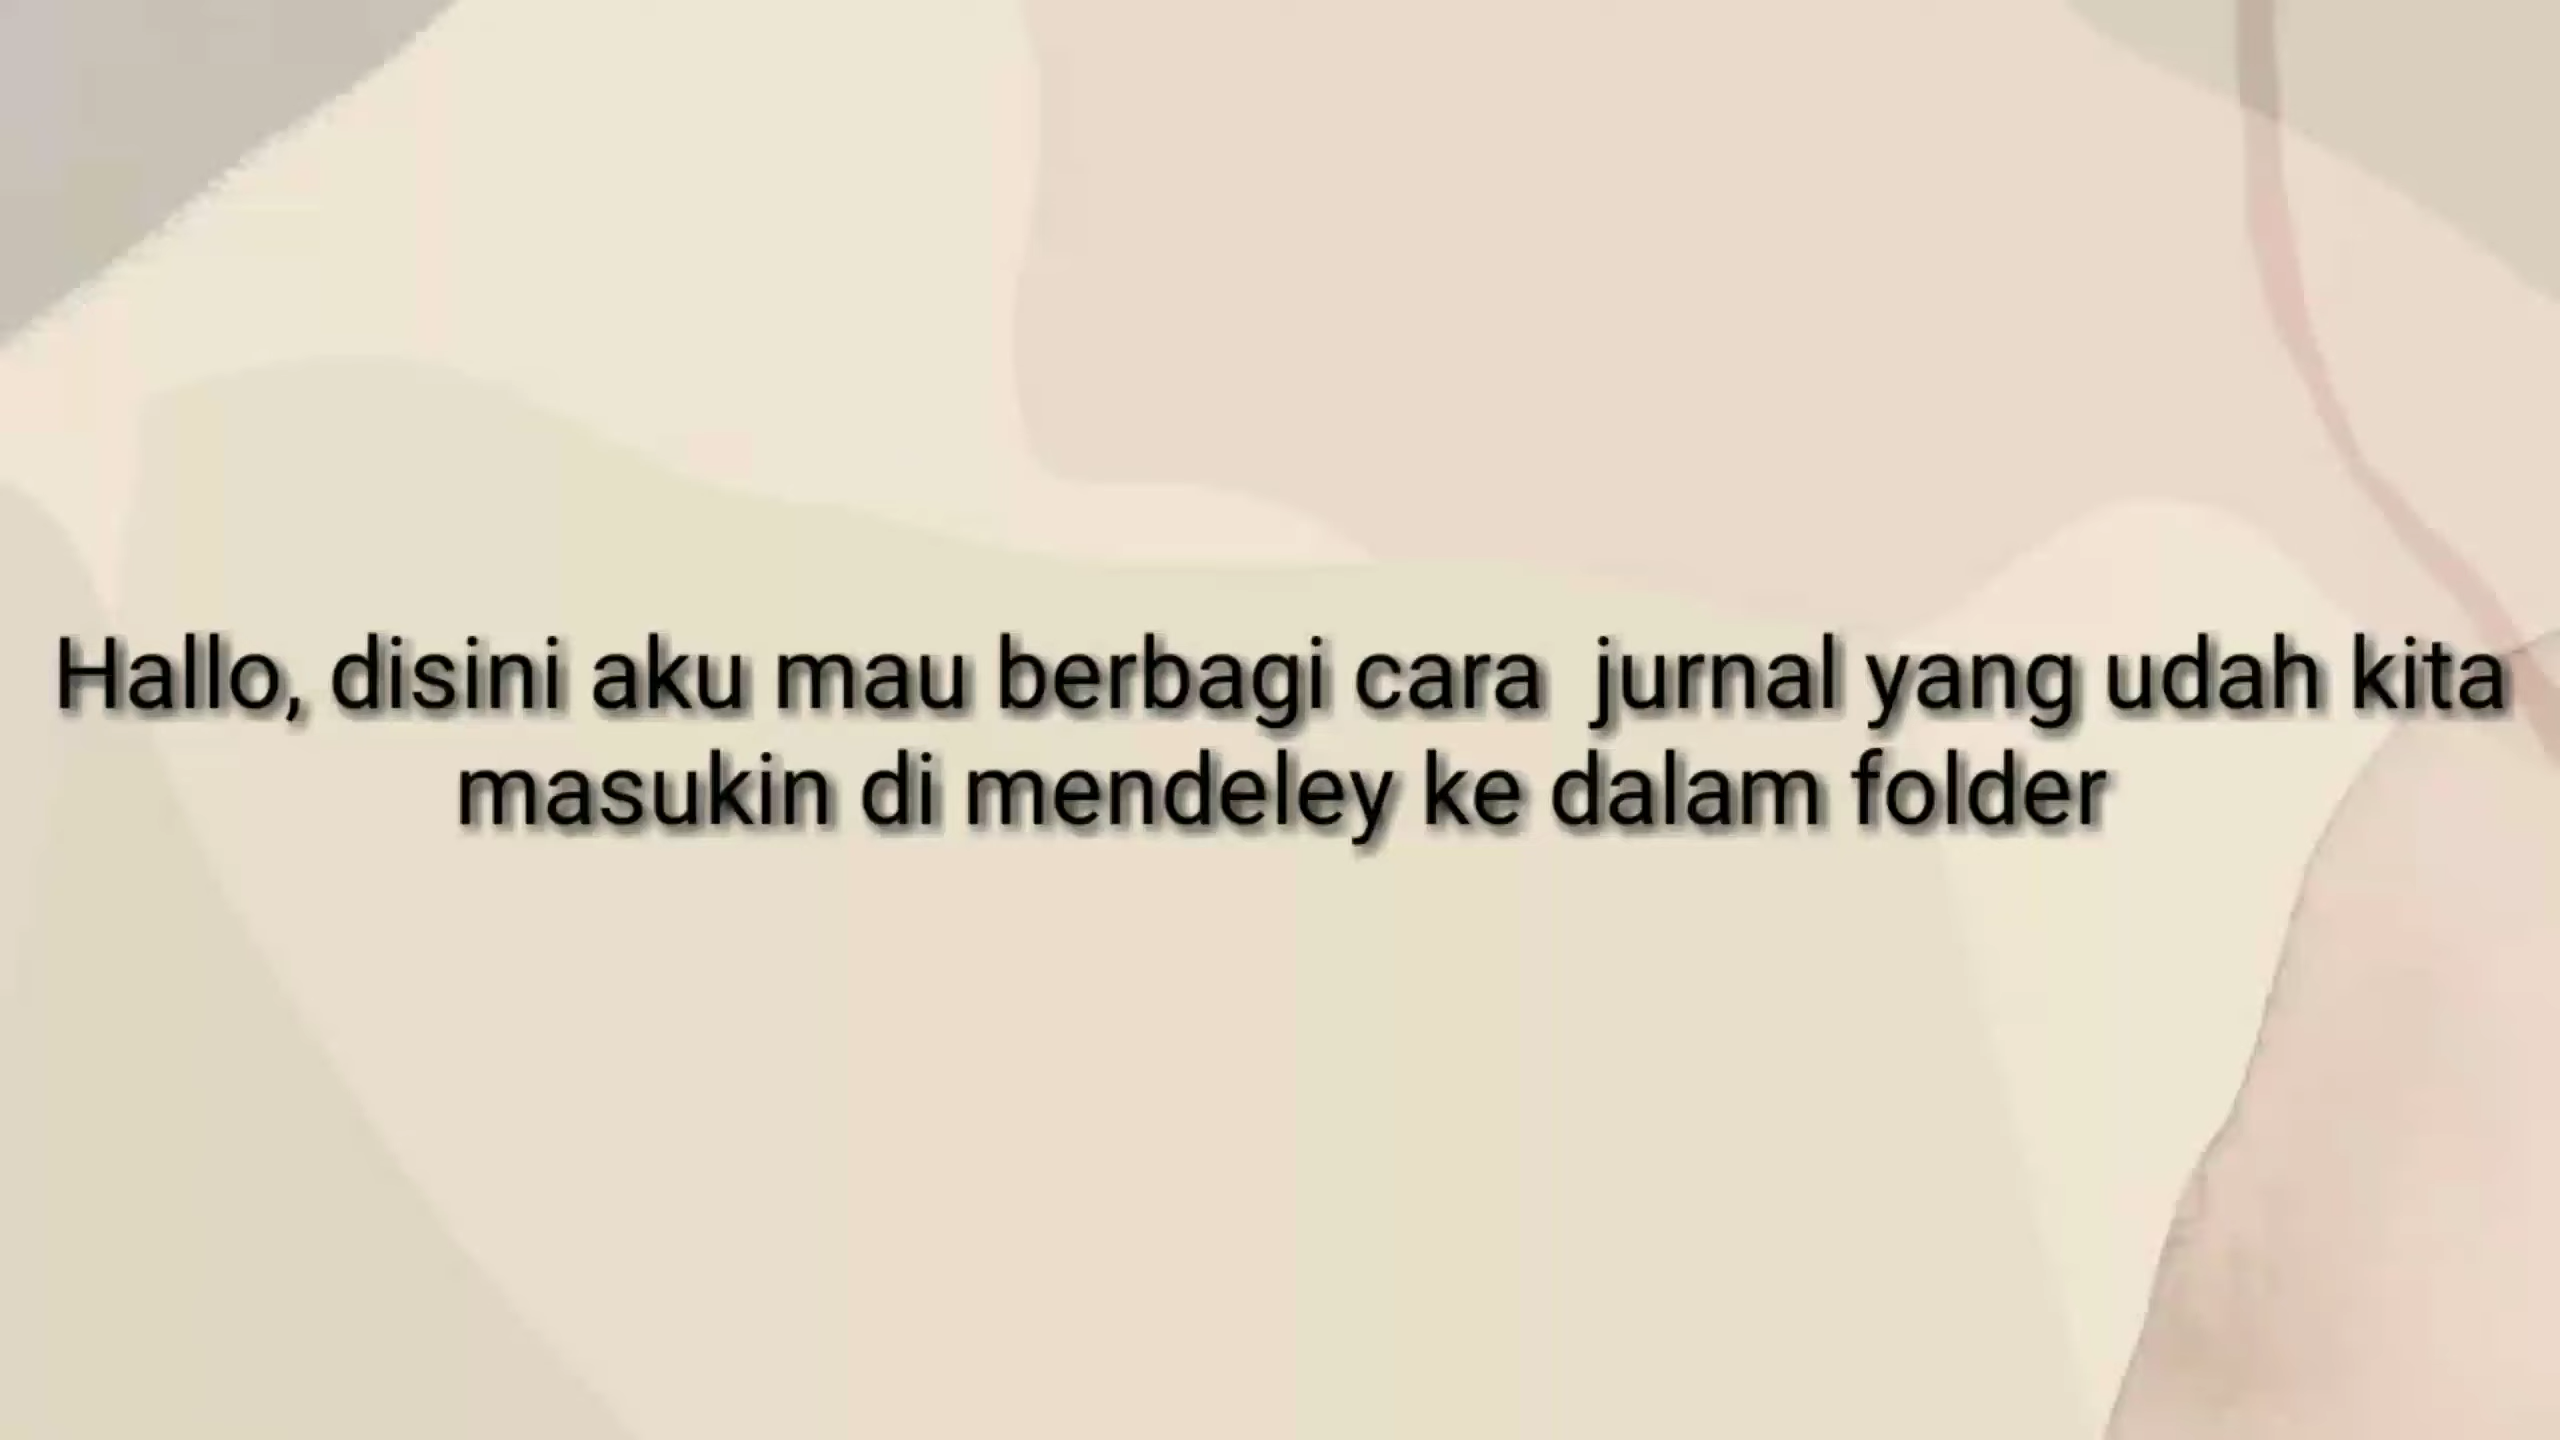 Hallo, disini aku mau berbagi cara  jurnal yang udah kita
masukin di mendeley ke dalam folder